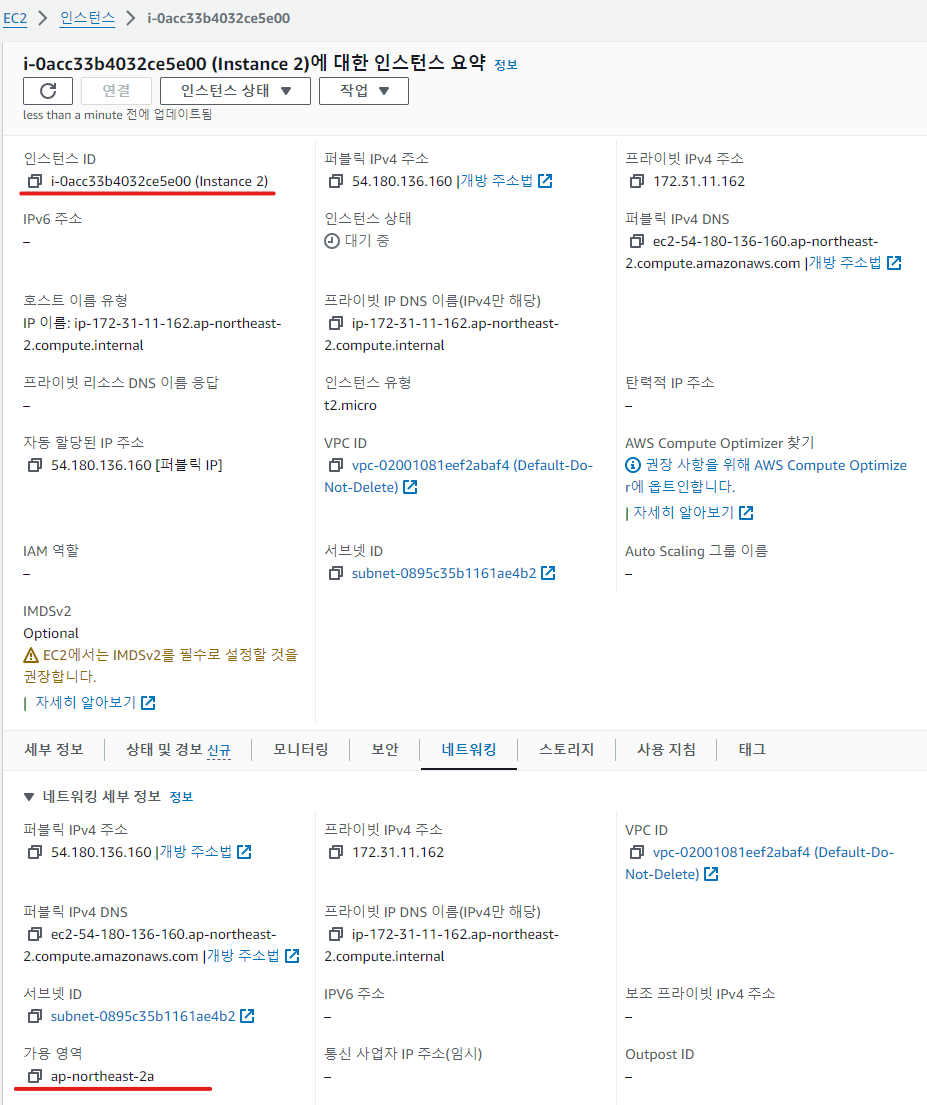 EC2 > 인스턴스 > i-0acc33b4032ce5e00
i-0acc33b4032ce5e00 (Instance 2)에 대한 인스턴스 요약 정보
연결 인스턴스 상태 ▼ 작업 ▼
less than a minute 전에 업데이트됨
인스턴스 ID
i-0acc33b4032ce5e00 (Instance 2)
퍼블릭 IPv4 주소
54.180.136.160 |개방 주소법
프라이빗 IPv4 주소
172.31.11.162
IPv6 주소
–
인스턴스 상태
대기 중
퍼블릭 IPv4 DNS
ec2-54-180-136-160.ap-northeast-
2.compute.amazonaws.com |개방 주소법
호스트 이름 유형
IP 이름: ip-172-31-11-162.ap-northeast-
2.compute.internal
프라이빗 IP DNS 이름(IPv4만 해당)
ip-172-31-11-162.ap-northeast-
2.compute.internal
프라이빗 리소스 DNS 이름 응답
–
인스턴스 유형
t2.micro
탄력적 IP 주소
–
자동 할당된 IP 주소
54.180.136.160 [퍼블릭 IP]
VPC ID
vpc-02001081eef2abaf4 (Default-Do-
Not-Delete)
AWS Compute Optimizer 찾기
권장 사항을 위해 AWS Compute Optimize
r에 옵트인합니다.
| 자세히 알아보기
IAM 역할
–
서브넷 ID
subnet-0895c35b1161ae4b2
Auto Scaling 그룹 이름
–
IMDSv2
Optional
EC2에서는 IMDSv2를 필수로 설정할 것을
권장합니다.
| 자세히 알아보기
세부 정보 상태 및 경보 신규 모니터링 보안 네트워킹 스토리지 사용 지침 태그
▼ 네트워킹 세부 정보 정보
퍼블릭 IPv4 주소
54.180.136.160 |개방 주소법
프라이빗 IPv4 주소
172.31.11.162
VPC ID
vpc-02001081eef2abaf4 (Default-Do-
Not-Delete)
퍼블릭 IPv4 DNS
ec2-54-180-136-160.ap-northeast-
2.compute.amazonaws.com |개방 주소법
프라이빗 IP DNS 이름(IPv4만 해당)
ip-172-31-11-162.ap-northeast-
2.compute.internal
서브넷 ID
subnet-0895c35b1161ae4b2
IPV6 주소
–
보조 프라이빗 IPv4 주소
–
가용 영역
ap-northeast-2a
통신 사업자 IP 주소(임시)
–
Outpost ID
–